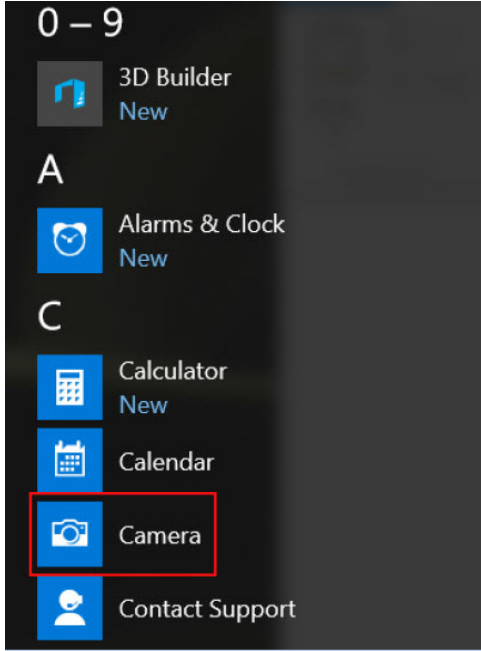 0 – 9
3D Builder
New
A
Alarms & Clock
New
C
Calculator
New
Calendar
Camera
Contact Support